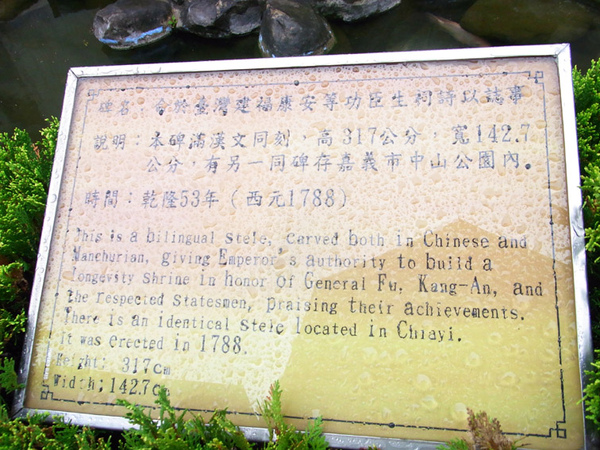 碑名：命於臺灣建福康安等功臣生祠詩以誌事
說明：本碑滿漢文同刻，高317公分，寬142.7
公分，有另一同碑存嘉義市中山公園內。
時間：乾隆53年（西元1788）
This is a bilingual stele, carved both in Chinese and
Manchurian, giving Emperor's authority to build a
longevity shrine in honor of General Fu, Kang-An, and
the respecied Statesmen, praising their achievements.
There is an identical Stele located in Chiayi.
It was erected in 1788.
Height: 317cm
Width:142.7cm